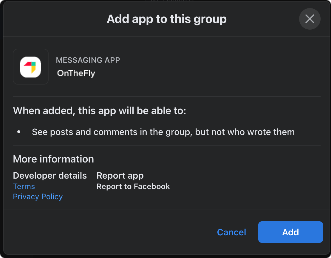 Add app to this group
MESSAGING APP
OnTheFly
When added, this app will be able to:
• See posts and comments in the group, but not who wrote them
More information
Developer details
Terms
Privacy Policy
Report app
Report to Facebook
Cancel
Add